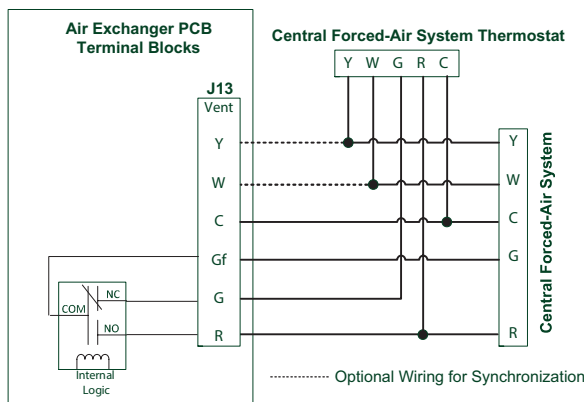 Air Exchanger PCB
Terminal Blocks
Central Forced-Air System Thermostat
Y W G R C
J13
Vent
Y
W
C
Gf
G
R
Y
W
C
G
R
Central Forced-Air System
COM
NC
NO
Internal
Logic
Optional Wiring for Synchronization